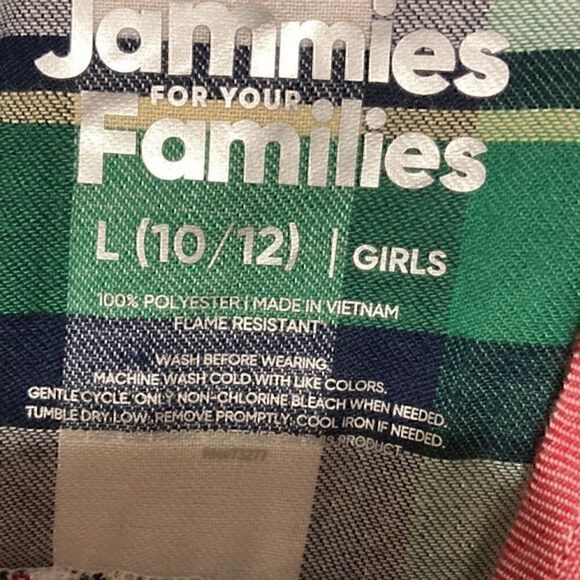 Jammies
FOR YOUR
Families
L (10/12) | GIRLS
100% POLYESTER | MADE IN VIETNAM
FLAME RESISTANT
WASH BEFORE WEARING.
MACHINE WASH COLD WITH LIKE COLORS,
GENTLE CYCLE. ONLY NON-CHLORINE BLEACH WHEN NEEDED.
TUMBLE DRY LOW. REMOVE PROMPTLY. COOL IRON IF NEEDED.
PRODUCT